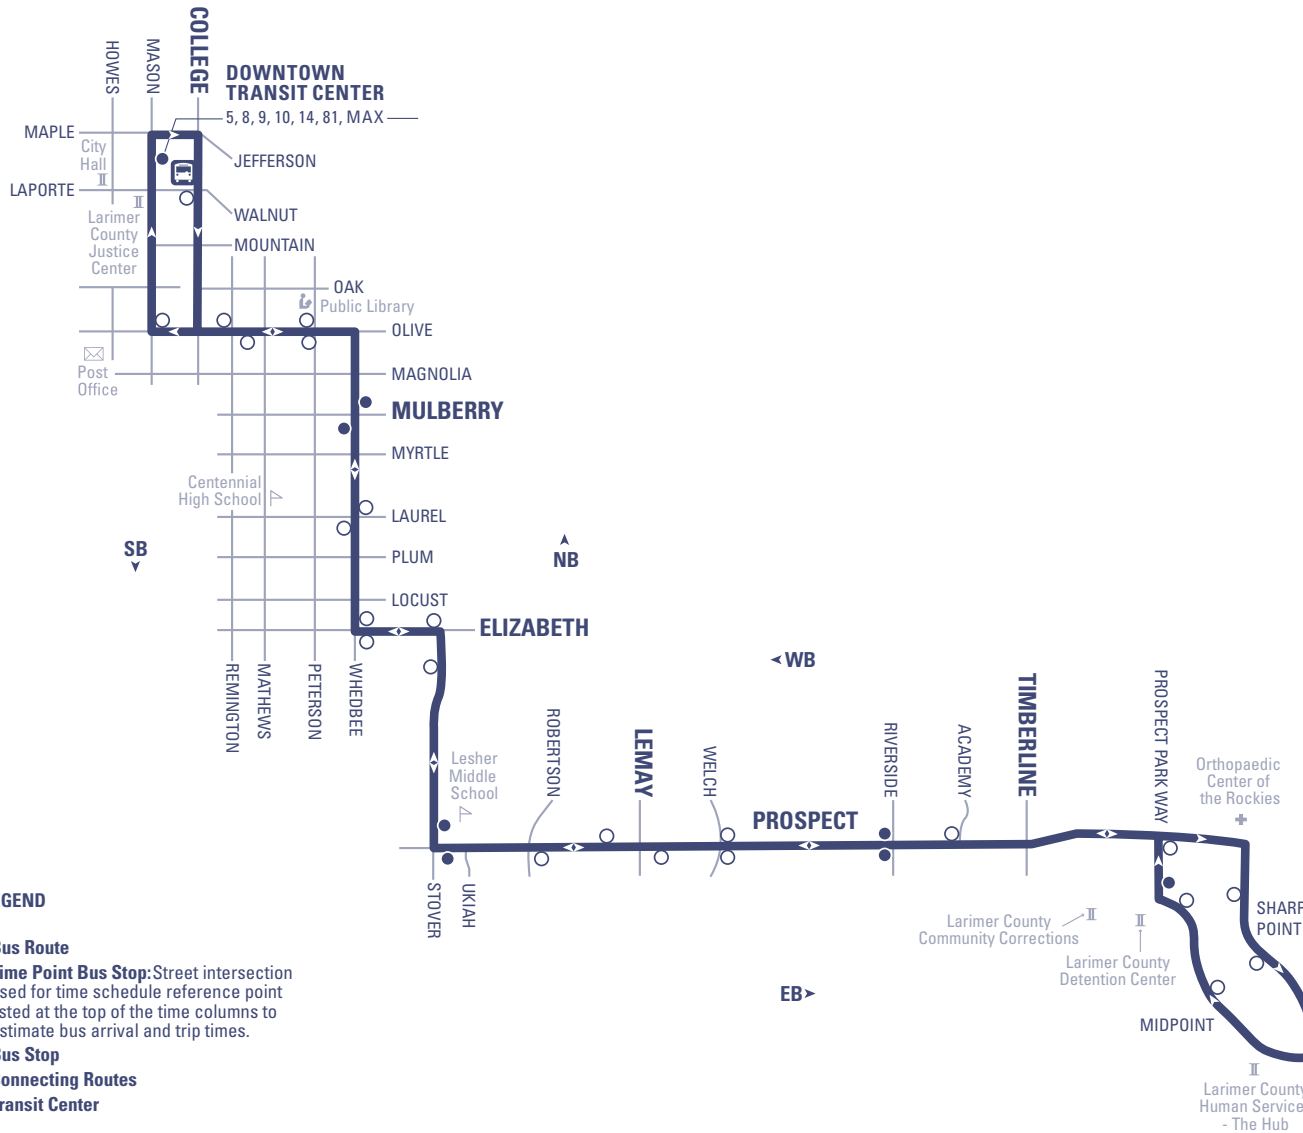 HOWES
MASON
COLLEGE
DOWNTOWN
TRANSIT CENTER
5, 8, 9, 10, 14, 81, MAX
MAPLE
City
Hall
JEFFERSON
LAPORTE
Larimer
County
Justice
Center
WALNUT
MOUNTAIN
OAK
Public Library
OLIVE
Post
Office
MAGNOLIA
MULBERRY
MYRTLE
Centennial
High School
LAUREL
SB
NB
PLUM
LOCUST
ELIZABETH
WB
REMINGTON
MATHEWS
PETERSON
WHEDBEE
Lesher
Middle
School
ROBERTSON
LEMAY
WELCH
PROSPECT
RIVERSIDE
ACADEMY
TIMBERLINE
PROSPECT PARK WAY
Orthopaedic
Center of
the Rockies
STOVER
UKIAH
SHARP
POINT
Larimer County
Community Corrections
Larimer County
Detention Center
EB
MIDPOINT
Larimer County
Human Service
- The Hub
GEND
Bus Route
ime Point Bus Stop: Street intersection
sed for time schedule reference point
sted at the top of the time columns to
stimate bus arrival and trip times.
Bus Stop
Connecting Routes
ransit Center